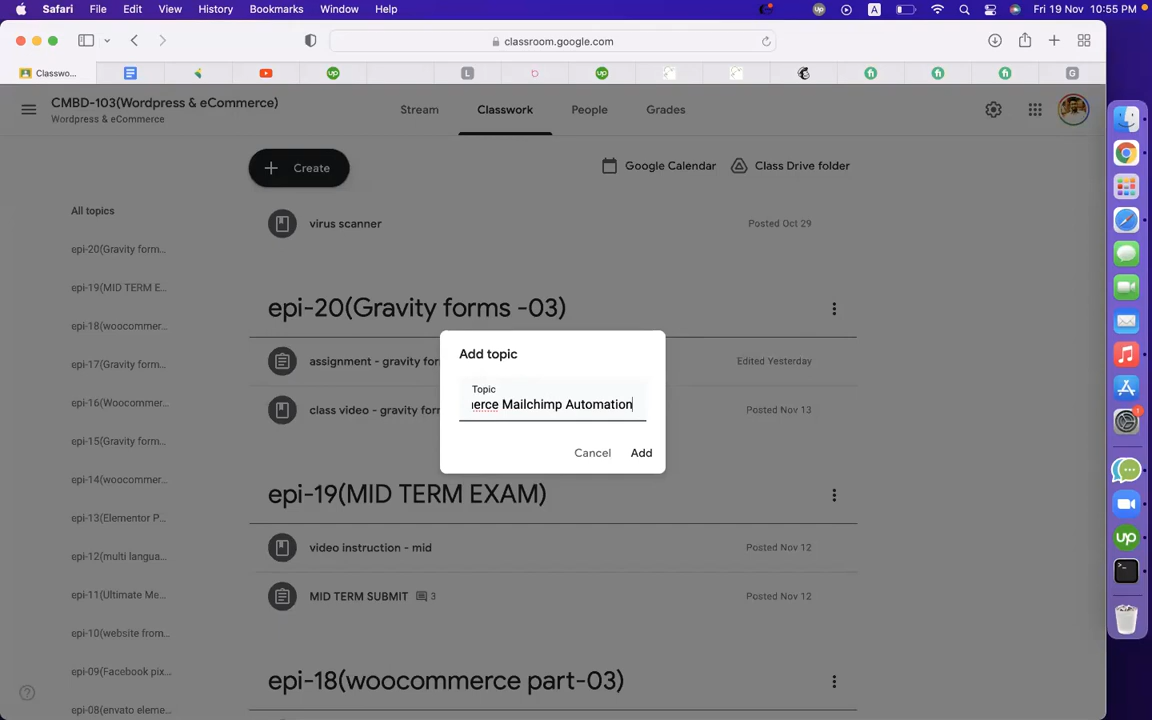 Safari File Edit View History Bookmarks Window Help
A
Fri 19 Nov 10:55 PM
classroom.google.com
Classwo...
L
G
CMBD-103(Wordpress & eCommerce)
Wordpress & eCommerce
Stream
Classwork
People
Grades
Create
Google Calendar
Class Drive folder
All topics
epi-20(Gravity form...
epi-19(MID TERM E...
epi-18(woocommer...
epi-17(Gravity form...
epi-16(Woocommer...
epi-15(Gravity form...
epi-14(woocommer...
epi-13(Elementor P...
epi-12(multi langua...
epi-11(Ultimate Me...
epi-10(website from...
epi-09(Facebook pix...
epi-08(envato eleme...
virus scanner
Posted Oct 29
epi-20(Gravity forms -03)
assignment - gravity for
Edited Yesterday
class video - gravity for
Posted Nov 13
Add topic
Topic
erce Mailchimp Automation
Cancel
Add
epi-19(MID TERM EXAM)
video instruction - mid
Posted Nov 12
MID TERM SUBMIT
3
Posted Nov 12
epi-18(woocommerce part-03)
1
up